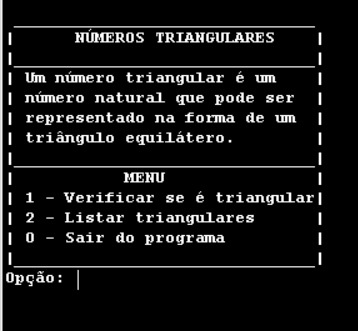 NÚMEROS TRIANGULARES
Um número triangular é um
número natural que pode ser
representado na forma de um
triângulo equilátero.
MENU
1 - Verificar se é triangular
2 - Listar triangulares
0 - Sair do programa
Opção: